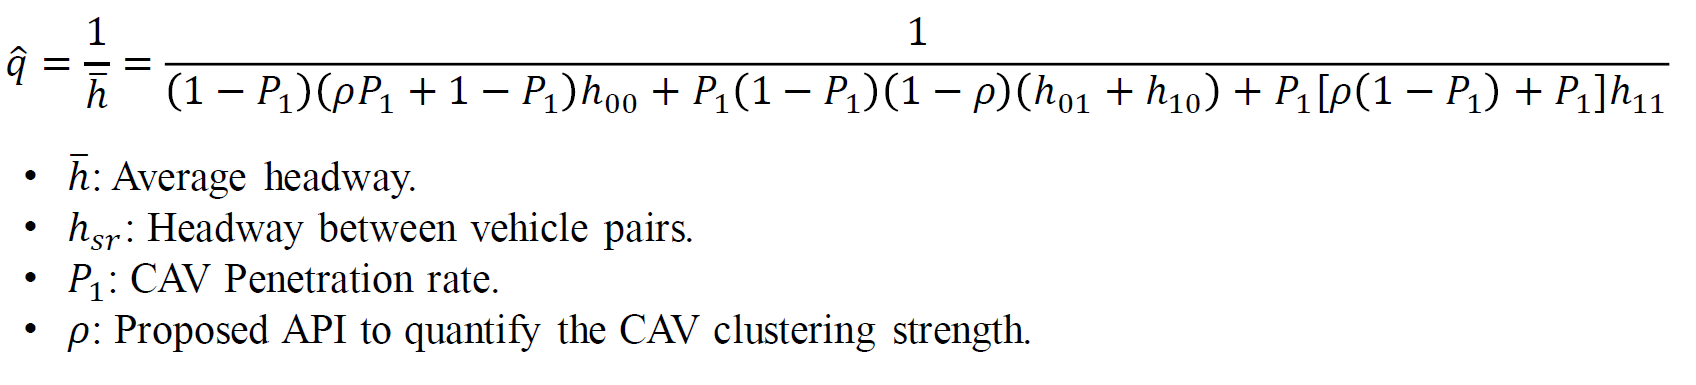 q̂ = 1/h̄ = 1/((1 − P₁)(ρP₁ + 1 − P₁)h₀₀ + P₁(1 − P₁)(1 − ρ)(h₀₁ + h₁₀) + P₁[ρ(1 − P₁) + P₁]h₁₁)
• h̄: Average headway.
• hₛᵣ: Headway between vehicle pairs.
• P₁: CAV Penetration rate.
• ρ: Proposed API to quantify the CAV clustering strength.